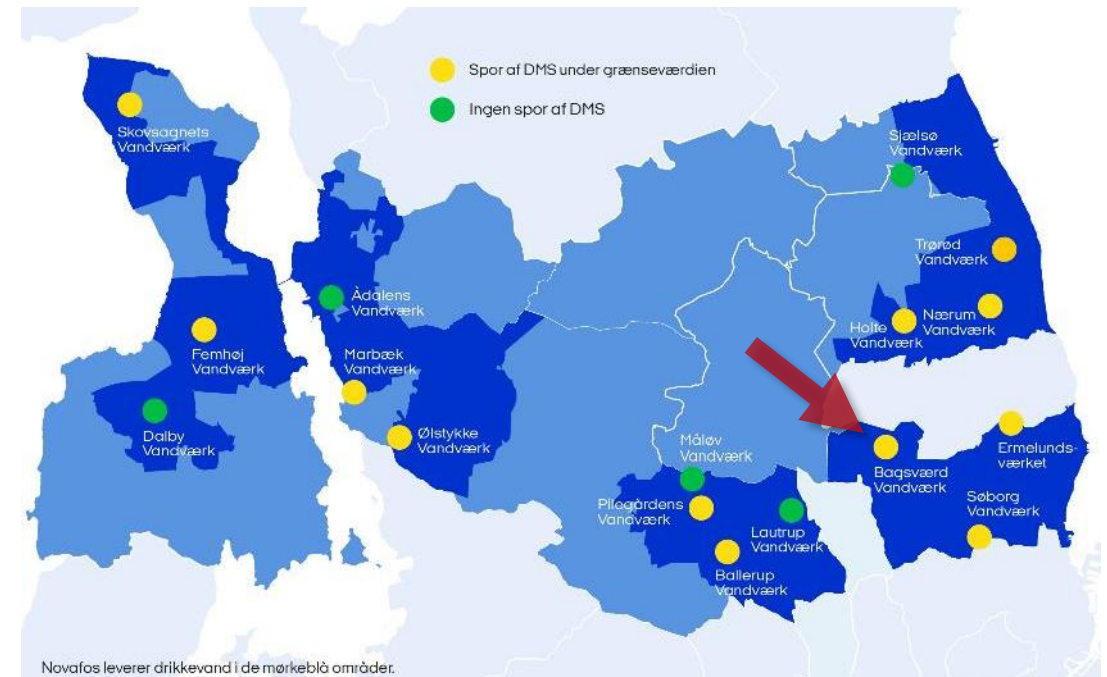 Spor af DMS under grænseværdien
Ingen spor af DMS
Skovsagnets
Vandværk
Sjælsø
Vandværk
Trørød
Vandværk
Ådalens
Vandværk
Nærum
Vandværk
Holte
Vandværk
Femhøj
Vandværk
Marbæk
Vandværk
Dalby
Vandværk
Ølstykke
Vandværk
Måløv
Vandværk
Ermelunds-
værket
Bagsværd
Vandværk
Pilegårdens
Vandværk
Søborg
Vandværk
Lautrup
Vandværk
Ballerup
Vandværk
Novafos leverer drikkevand i de mørkeblå områder.